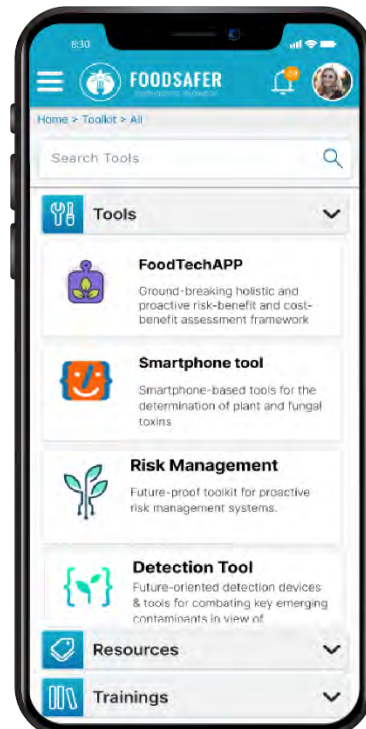 8:30
FOODSAFER
Home > Toolkit > All
Search Tools
Tools
FoodTechAPP
Ground-breaking holistic and
proactive risk-benefit and cost-
benefit assessment framework
Smartphone tool
Smartphone-based tools for the
determination of plant and fungal
toxins
Risk Management
Future-proof toolkit for proactive
risk management systems.
Detection Tool
Future-oriented detection devices
& tools for combating key emerging
contaminants in view of
Resources
Trainings